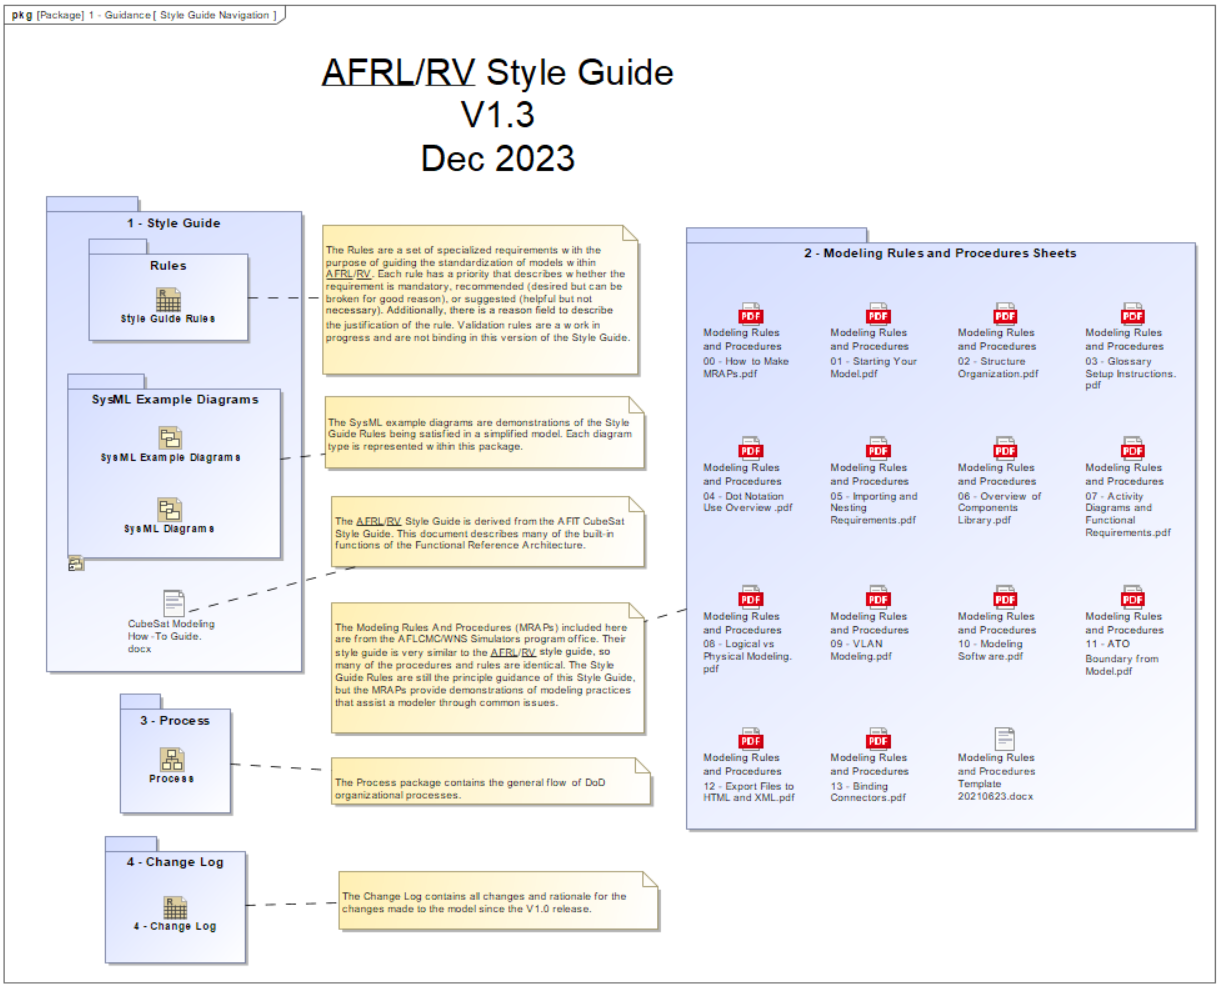 pkg [Package] 1 - Guidance [ Style Guide Navigation ]
AFRL/RV Style Guide
V1.3
Dec 2023
1 - Style Guide
Rules
R
Style Guide Rules
The Rules are a set of specialized requirements with the
purpose of guiding the standardization of models within
AFRL/RV. Each rule has a priority that describes whether the
requirement is mandatory, recommended (desired but can be
broken for good reason), or suggested (helpful but not
necessary). Additionally, there is a reason field to describe
the justification of the rule. Validation rules are a work in
progress and are not binding in this version of the Style Guide.
SysML Example Diagrams
SysML Example Diagrams
SysML Diagrams
The SysML example diagrams are demonstrations of the Style
Guide Rules being satisfied in a simplified model. Each diagram
type is represented within this package.
The AFRL/RV Style Guide is derived from the AFIT CubeSat
Style Guide. This document describes many of the built-in
functions of the Functional Reference Architecture.
CubeSat Modeling
How-To Guide.
docx
The Modeling Rules And Procedures (MRAPs) included here
are from the AFLCMC/WNS Simulators program office. Their
style guide is very similar to the AFRL/RV style guide, so
many of the procedures and rules are identical. The Style
Guide Rules are still the principle guidance of this Style Guide,
but the MRAPs provide demonstrations of modeling practices
that assist a modeler through common issues.
3 - Process
Process
The Process package contains the general flow of DoD
organizational processes.
4 - Change Log
R
4 - Change Log
The Change Log contains all changes and rationale for the
changes made to the model since the V1.0 release.
2 - Modeling Rules and Procedures Sheets
PDF
Modeling Rules
and Procedures
00 - How to Make
MRAPs.pdf
PDF
Modeling Rules
and Procedures
01 - Starting Your
Model.pdf
PDF
Modeling Rules
and Procedures
02 - Structure
Organization.pdf
PDF
Modeling Rules
and Procedures
03 - Glossary
Setup Instructions.
pdf
PDF
Modeling Rules
and Procedures
04 - Dot Notation
Use Overview.pdf
PDF
Modeling Rules
and Procedures
05 - Importing and
Nesting
Requirements.pdf
PDF
Modeling Rules
and Procedures
06 - Overview of
Components
Library.pdf
PDF
Modeling Rules
and Procedures
07 - Activity
Diagrams and
Functional
Requirements.pdf
PDF
Modeling Rules
and Procedures
08 - Logical vs
Physical Modeling.
pdf
PDF
Modeling Rules
and Procedures
09 - VLAN
Modeling.pdf
PDF
Modeling Rules
and Procedures
10 - Modeling
Software.pdf
PDF
Modeling Rules
and Procedures
11 - ATO
Boundary from
Model.pdf
PDF
Modeling Rules
and Procedures
12 - Export Files to
HTML and XML.pdf
PDF
Modeling Rules
and Procedures
13 - Binding
Connectors.pdf
Modeling Rules
and Procedures
Template
20210623.docx